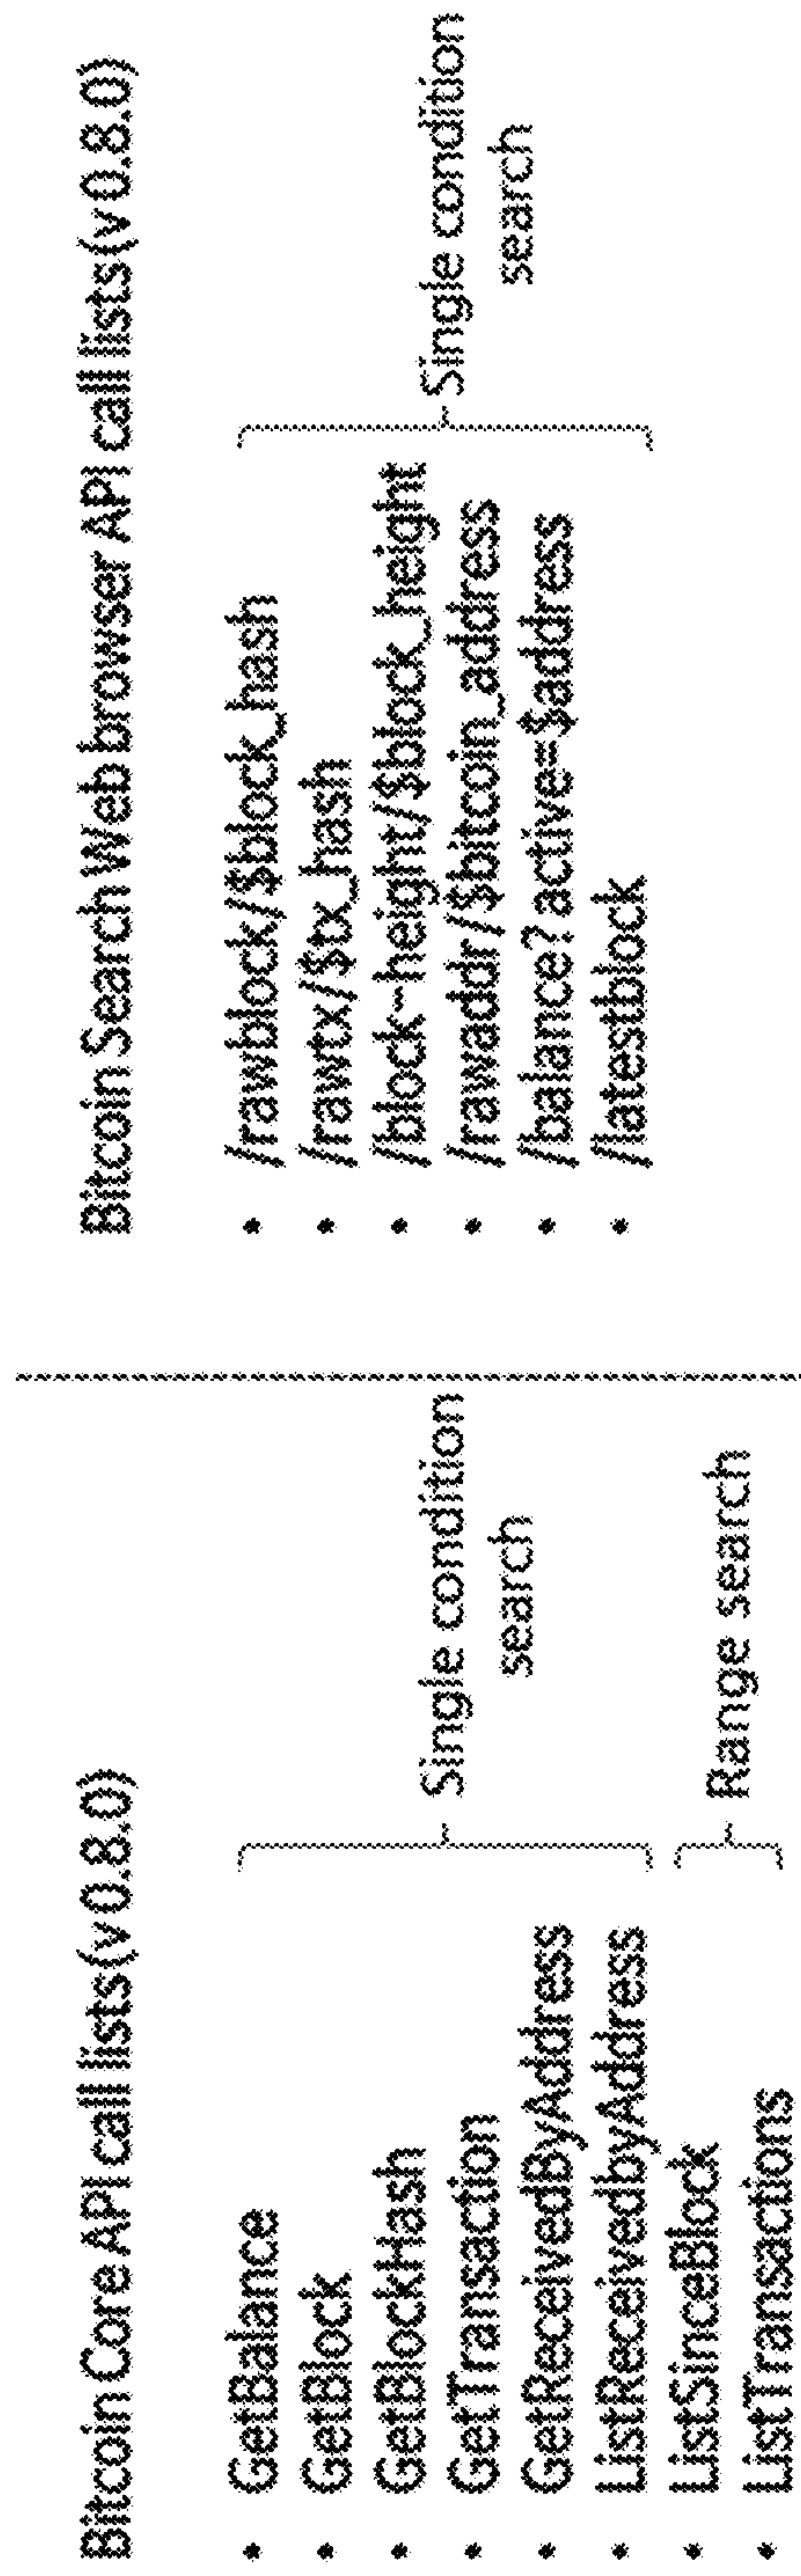 Bitcoin Core API call lists(v 0.8.0)
• GetBalance
• GetBlock
• GetBlockHash
• GetTransaction
• GetReceivedByAddress
• ListReceivedbyAddress
• ListSinceBlock
• ListTransactions
Single condition
search
Range search
Bitcoin Search Web browser API call lists(v 0.8.0)
• /rawblock/$block_hash
• /rawtx/$tx_hash
• /block-height/$block_height
• /rawaddr/$bitcoin_address
• /balance?active=$address
• /latestblock
Single condition
search